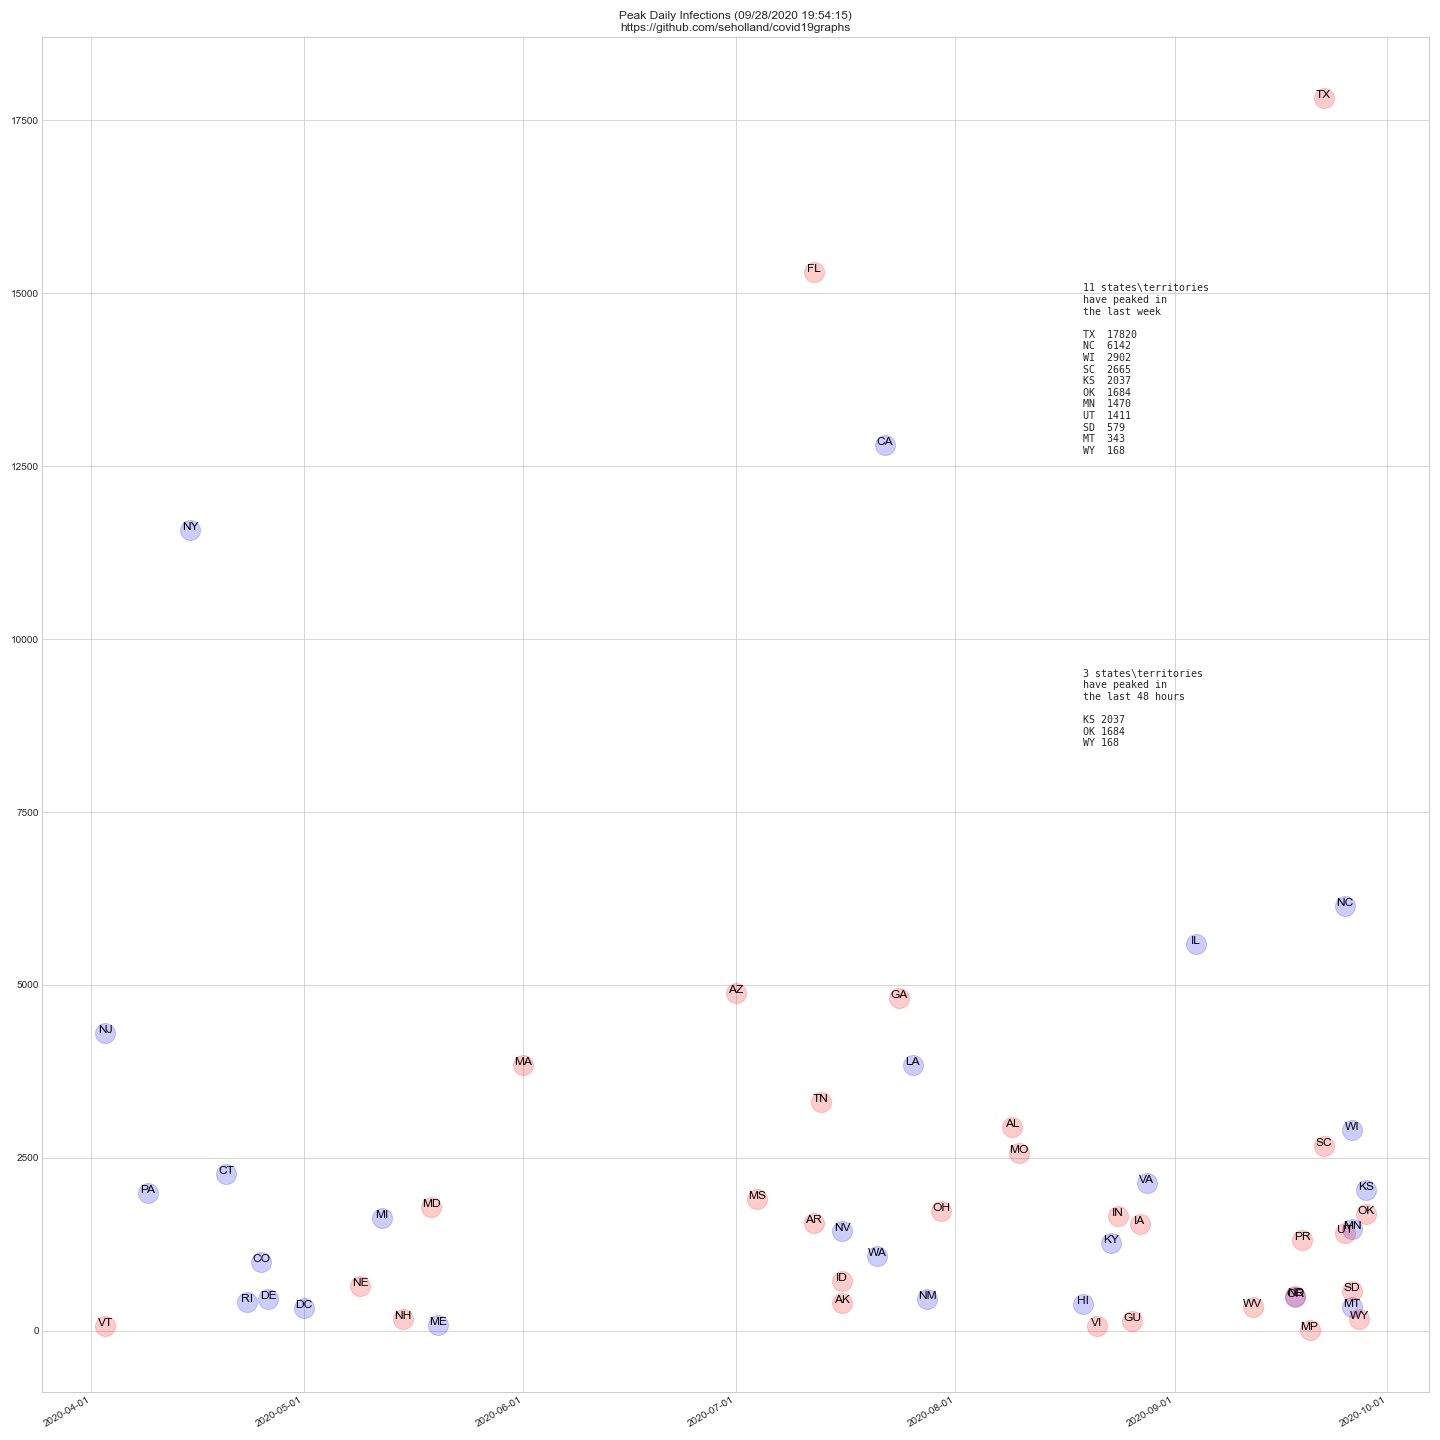 Peak Daily Infections (09/28/2020 19:54:15)
https://github.com/seholland/covid19graphs
17500
15000
12500
10000
7500
5000
2500
0
TX
FL
CA
NY
11 states\territories
have peaked in
the last week
TX 17820
NC 6142
WI 2902
SC 2665
KS 2037
OK 1684
MN 1470
UT 1411
SD 579
MT 343
WY 168
3 states\territories
have peaked in
the last 48 hours
KS 2037
OK 1684
WY 168
NC
IL
AZ
GA
NJ
MA
LA
TN
AL
WI
MO
SC
CT
VA
PA
KS
MS
MD
OH
OK
MI
IN
AR
IA
NV
UT
MN
PR
KY
WA
CO
ID
NE
SD
DE
NM
ND
OR
RI
AK
HI
MT
DC
WV
NH
WY
GU
ME
VT
VI
MP
2020-04-01
2020-05-01
2020-06-01
2020-07-01
2020-08-01
2020-09-01
2020-10-01